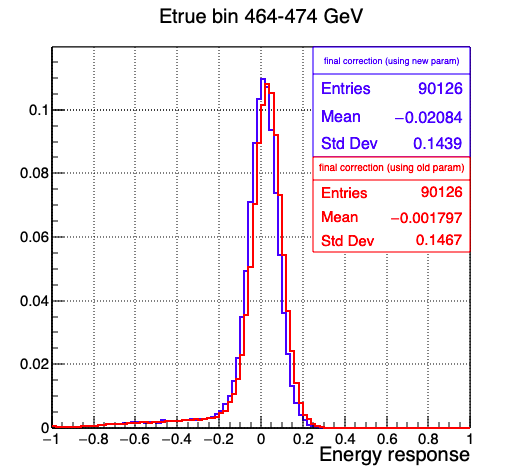 Etrue bin 464-474 GeV
final correction (using new param)
Entries 90126
Mean −0.02084
Std Dev 0.1439
final correction (using old param)
Entries 90126
Mean −0.001797
Std Dev 0.1467
0.1
0.08
0.06
0.04
0.02
0
−1 −0.8 −0.6 −0.4 −0.2 0 0.2 0.4 0.6 0.8 1
Energy response